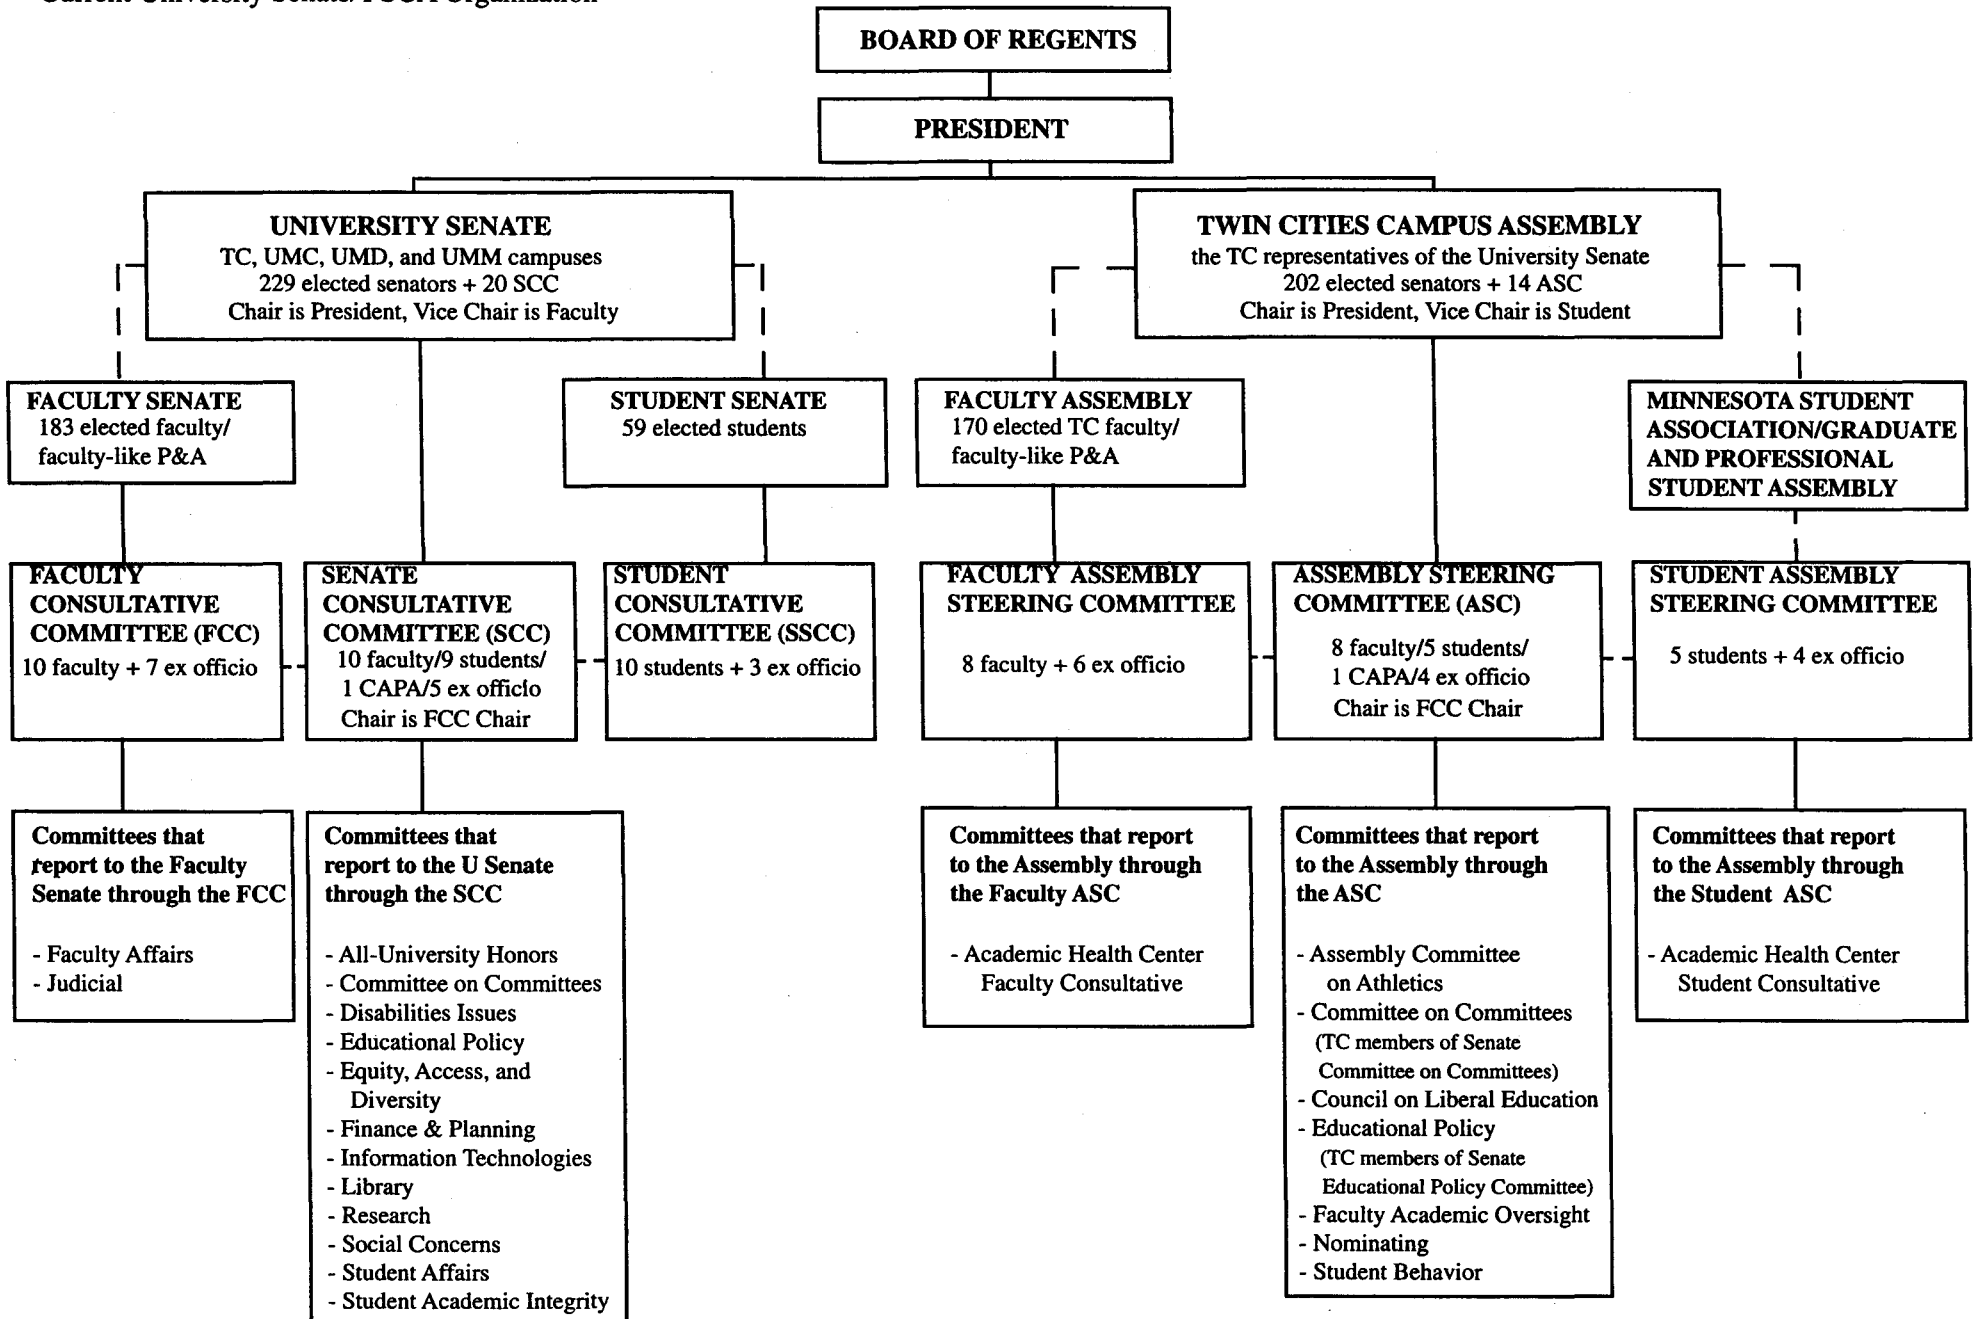 Current University Senate/TCCA Organization
BOARD OF REGENTS
PRESIDENT
UNIVERSITY SENATE
TC, UMC, UMD, and UMM campuses
229 elected senators + 20 SCC
Chair is President, Vice Chair is Faculty
TWIN CITIES CAMPUS ASSEMBLY
the TC representatives of the University Senate
202 elected senators + 14 ASC
Chair is President, Vice Chair is Student
FACULTY SENATE
183 elected faculty/
faculty-like P&A
STUDENT SENATE
59 elected students
FACULTY ASSEMBLY
170 elected TC faculty/
faculty-like P&A
MINNESOTA STUDENT
ASSOCIATION/GRADUATE
AND PROFESSIONAL
STUDENT ASSEMBLY
FACULTY
CONSULTATIVE
COMMITTEE (FCC)
10 faculty + 7 ex officio
SENATE
CONSULTATIVE
COMMITTEE (SCC)
10 faculty/9 students/
1 CAPA/5 ex officio
Chair is FCC Chair
STUDENT
CONSULTATIVE
COMMITTEE (SSCC)
10 students + 3 ex officio
FACULTY ASSEMBLY
STEERING COMMITTEE
8 faculty + 6 ex officio
ASSEMBLY STEERING
COMMITTEE (ASC)
8 faculty/5 students/
1 CAPA/4 ex officio
Chair is FCC Chair
STUDENT ASSEMBLY
STEERING COMMITTEE
5 students + 4 ex officio
Committees that
report to the Faculty
Senate through the FCC
- Faculty Affairs
- Judicial
Committees that
report to the U Senate
through the SCC
- All-University Honors
- Committee on Committees
- Disabilities Issues
- Educational Policy
- Equity, Access, and
Diversity
- Finance & Planning
- Information Technologies
- Library
- Research
- Social Concerns
- Student Affairs
- Student Academic Integrity
Committees that report
to the Assembly through
the Faculty ASC
- Academic Health Center
Faculty Consultative
Committees that report
to the Assembly through
the ASC
- Assembly Committee
on Athletics
- Committee on Committees
(TC members of Senate
Committee on Committees)
- Council on Liberal Education
- Educational Policy
(TC members of Senate
Educational Policy Committee)
- Faculty Academic Oversight
- Nominating
- Student Behavior
Committees that report
to the Assembly through
the Student ASC
- Academic Health Center
Student Consultative